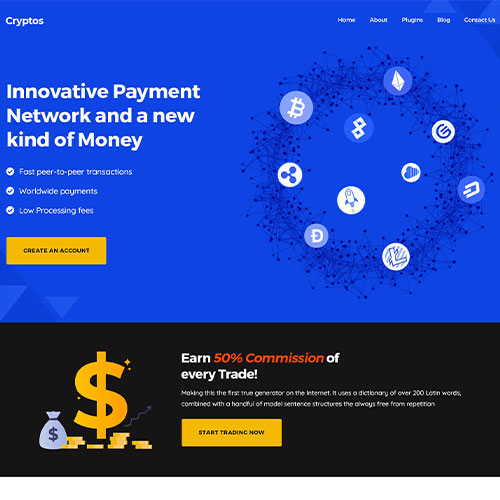 Cryptos
Home About Plugins Blog Contact Us
Innovative Payment
Network and a new
kind of Money
Fast peer-to-peer transactions
Worldwide payments
Low Processing fees
CREATE AN ACCOUNT
Earn 50% Commission of
every Trade!
Making this the first true generator on the Internet. It uses a dictionary of over 200 Latin words,
combined with a handful of model sentence structures the always free from repetition
START TRADING NOW